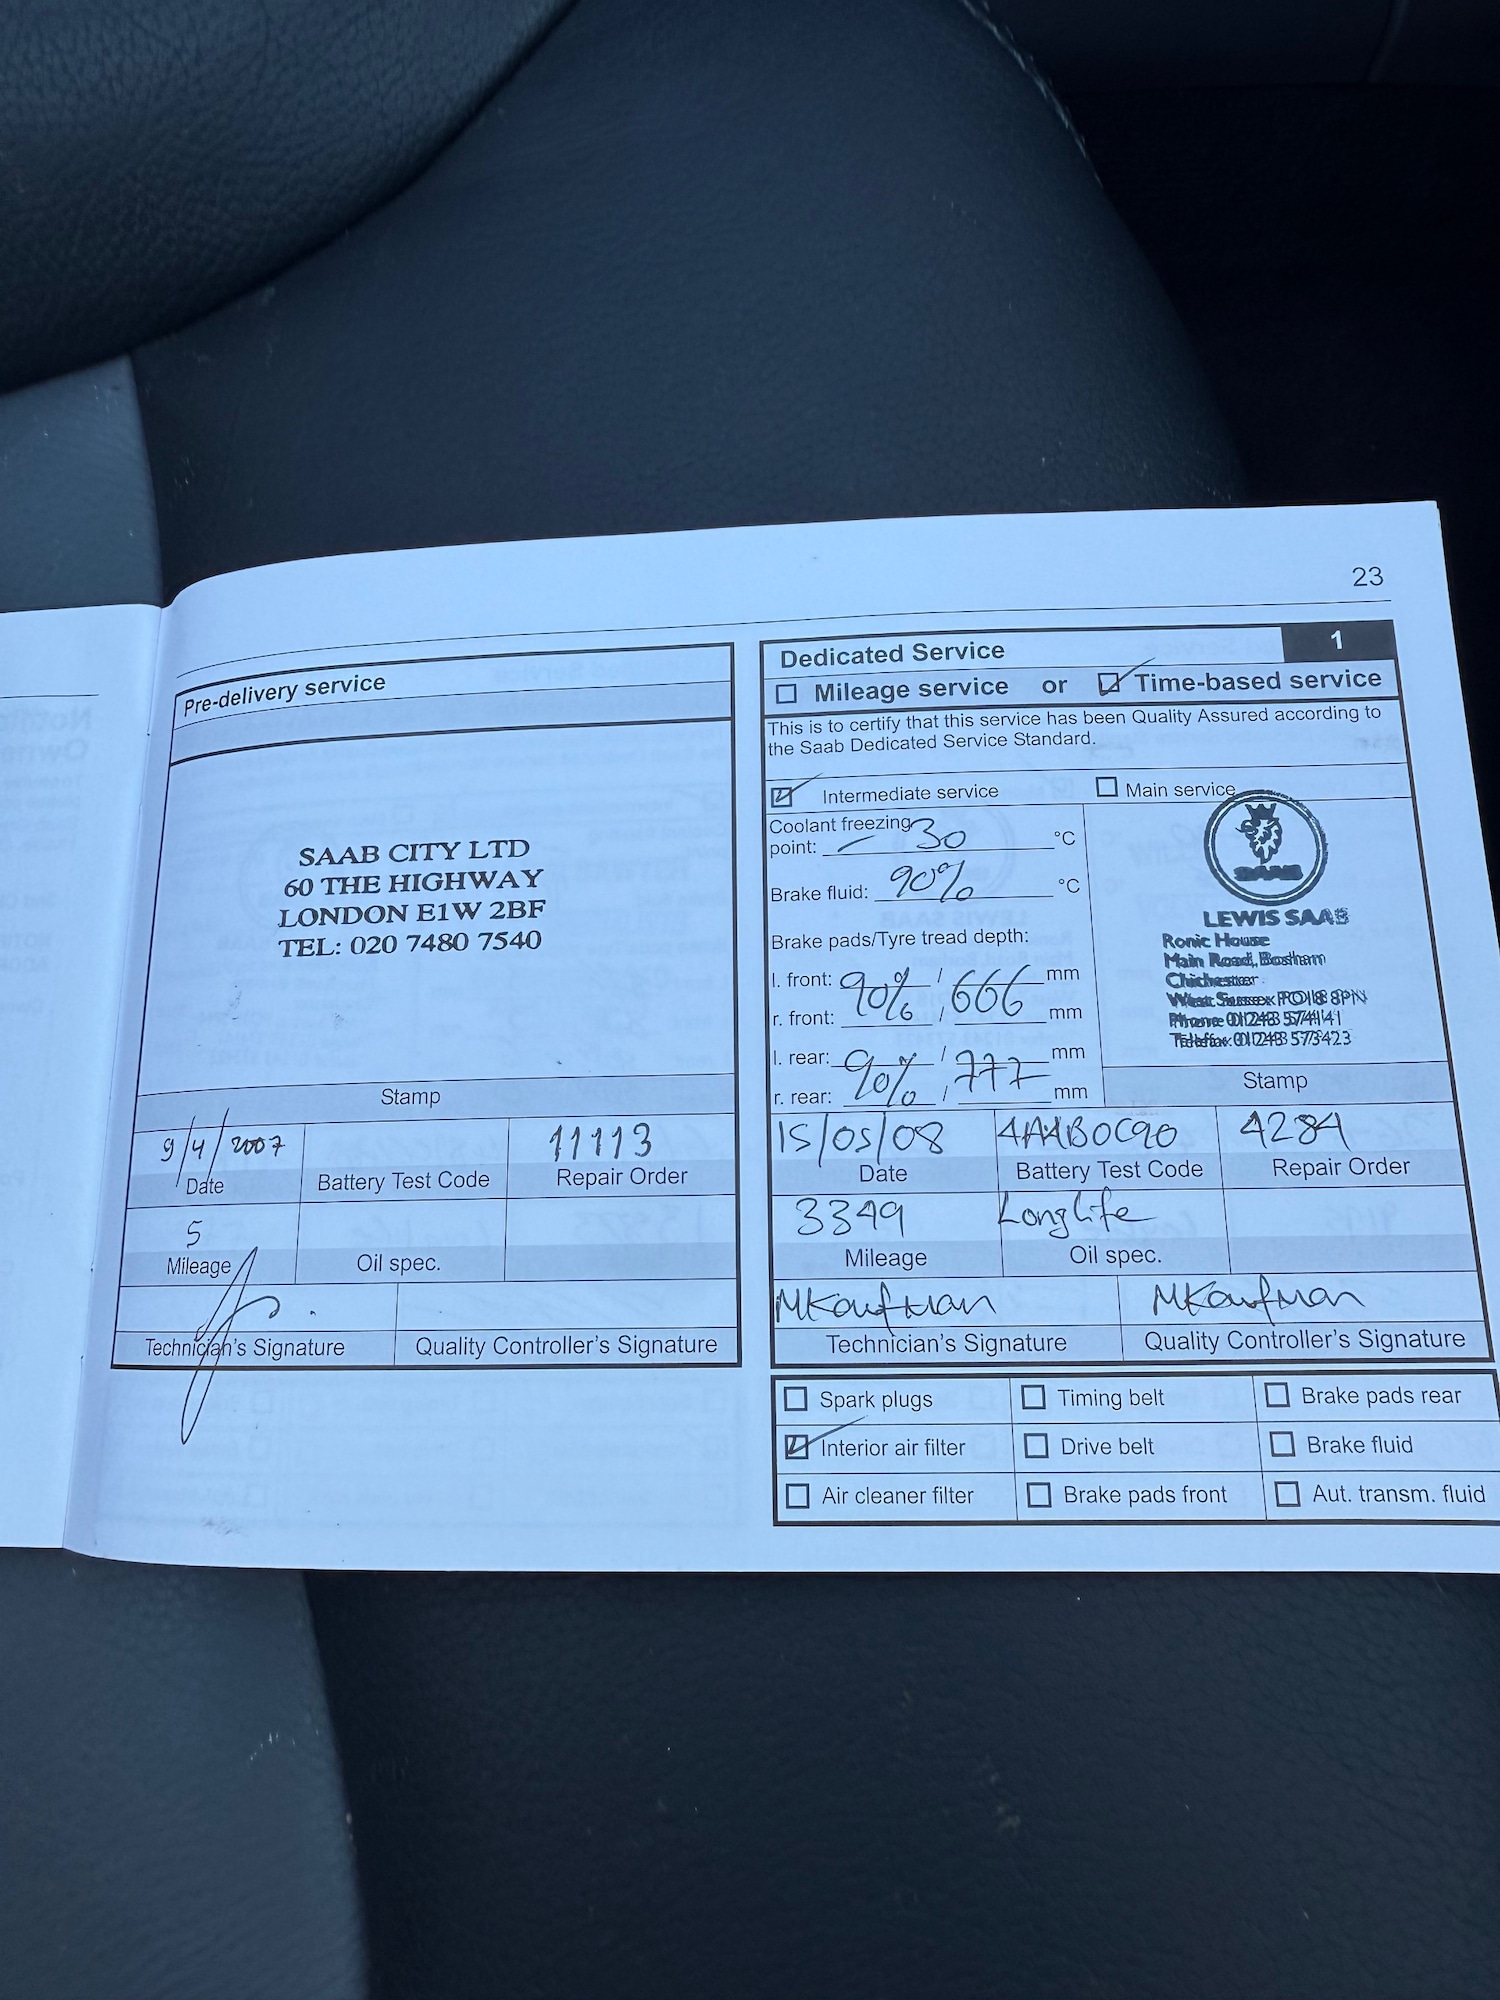 23
Pre-delivery service
SAAB CITY LTD
60 THE HIGHWAY
LONDON E1W 2BF
TEL: 020 7480 7540
Stamp
9/4/2007
11113
Date
Battery Test Code
Repair Order
5
Mileage
Oil spec.
Technician's Signature
Quality Controller's Signature
Dedicated Service
1
Mileage service or Time-based service
This is to certify that this service has been Quality Assured according to
the Saab Dedicated Service Standard.
Intermediate service
Main service
Coolant freezing
point: - 30 °C
Brake fluid: 90% °C
Brake pads/Tyre tread depth:
l. front: 90% / 666 mm
r. front: / mm
l. rear: 90% / 777 mm
r. rear: 90% / mm
SAAB
LEWIS SAAB
Ronic House
Main Road, Bosham
Chichester
West Sussex PO18 8PN
Phone 01243 574141
Telefax 01243 573423
Stamp
15/05/08
4AAB0C90
4284
Date
Battery Test Code
Repair Order
3349
Longlife
Mileage
Oil spec.
MKaufman
MKaufman
Technician's Signature
Quality Controller's Signature
Spark plugs
Timing belt
Brake pads rear
Interior air filter
Drive belt
Brake fluid
Air cleaner filter
Brake pads front
Aut. transm. fluid